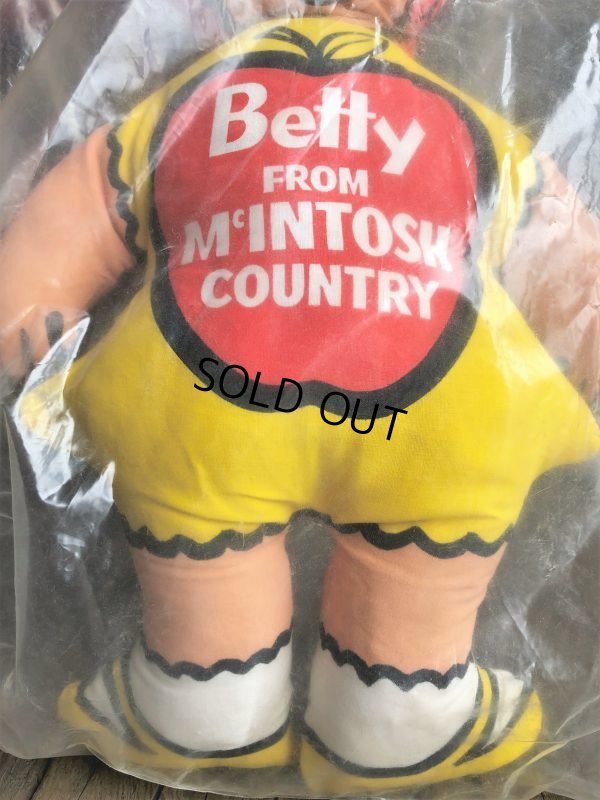 Betty
FROM
McINTOSH
COUNTRY
SOLD OUT